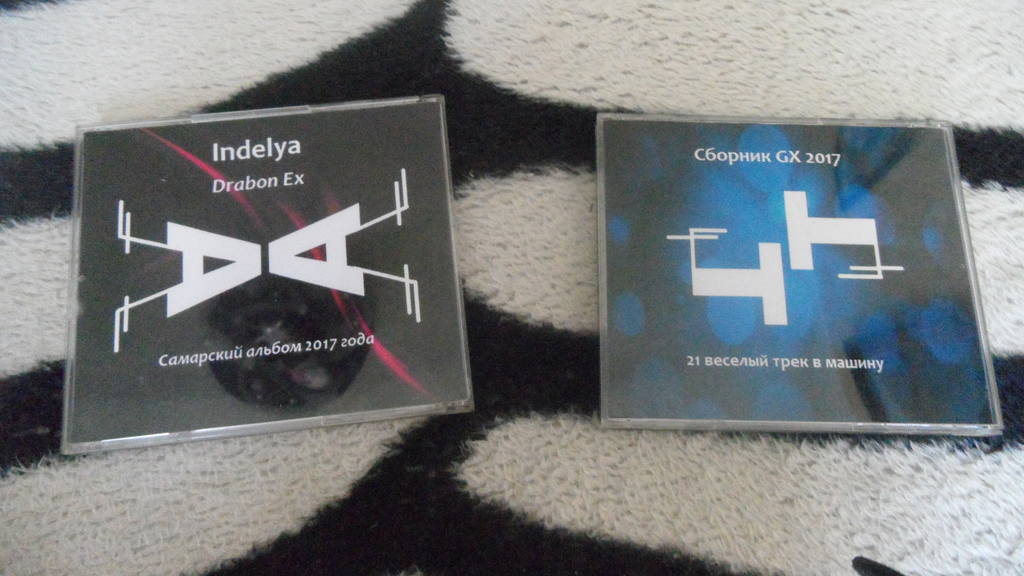 Indelya
Drabon Ex
Самарский альбом 2017 года
Сборник GX 2017
21 веселый трек в машину